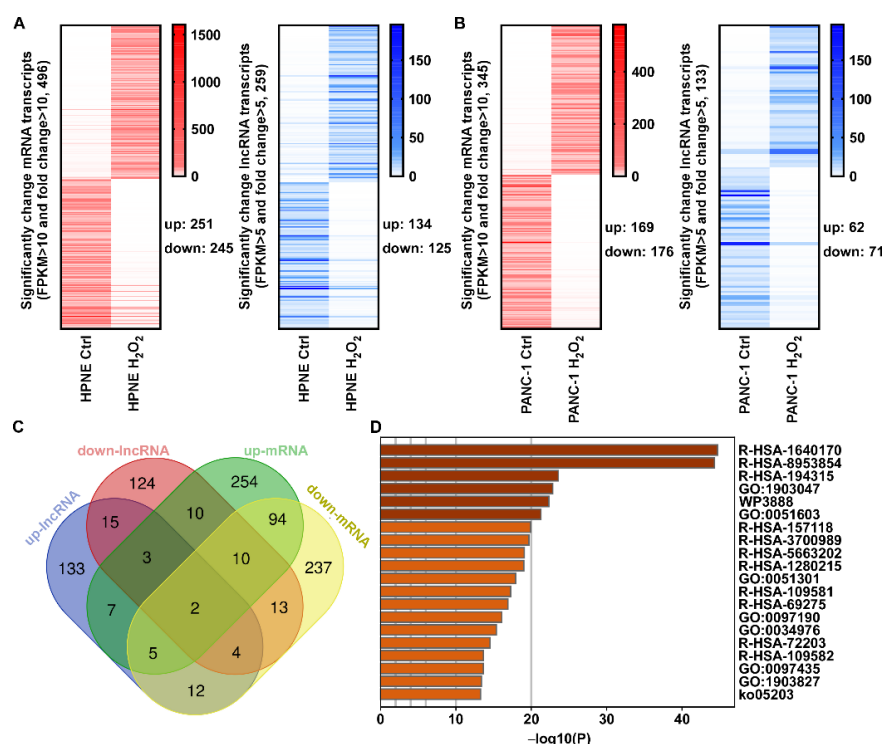 A
Significantly change mRNA transcripts
(FPKM>10 and fold change>10, 496)
1500
1000
500
0
up: 251
down: 245
HPNE Ctrl
HPNE H2O2
Significantly change lncRNA transcripts
(FPKM>5 and fold change>5, 259)
150
100
50
0
up: 134
down: 125
HPNE Ctrl
HPNE H2O2
B
Significantly change mRNA transcripts
(FPKM>10 and fold change>10, 345)
400
200
0
up: 169
down: 176
PANC-1 Ctrl
PANC-1 H2O2
Significantly change lncRNA transcripts
(FPKM>5 and fold change>5, 133)
150
100
50
0
up: 62
down: 71
PANC-1 Ctrl
PANC-1 H2O2
C
down-lncRNA
up-mRNA
up-lncRNA
down-mRNA
124
254
15
10
94
133
3
10
237
7
2
13
5
4
12
D
R-HSA-1640170
R-HSA-8953854
R-HSA-194315
GO:1903047
WP3888
GO:0051603
R-HSA-157118
R-HSA-3700989
R-HSA-5663202
R-HSA-1280215
GO:0051301
R-HSA-109581
R-HSA-69275
GO:0097190
GO:0034976
R-HSA-72203
R-HSA-109582
GO:0097435
GO:1903827
ko05203
0
10
20
30
40
−log10(P)